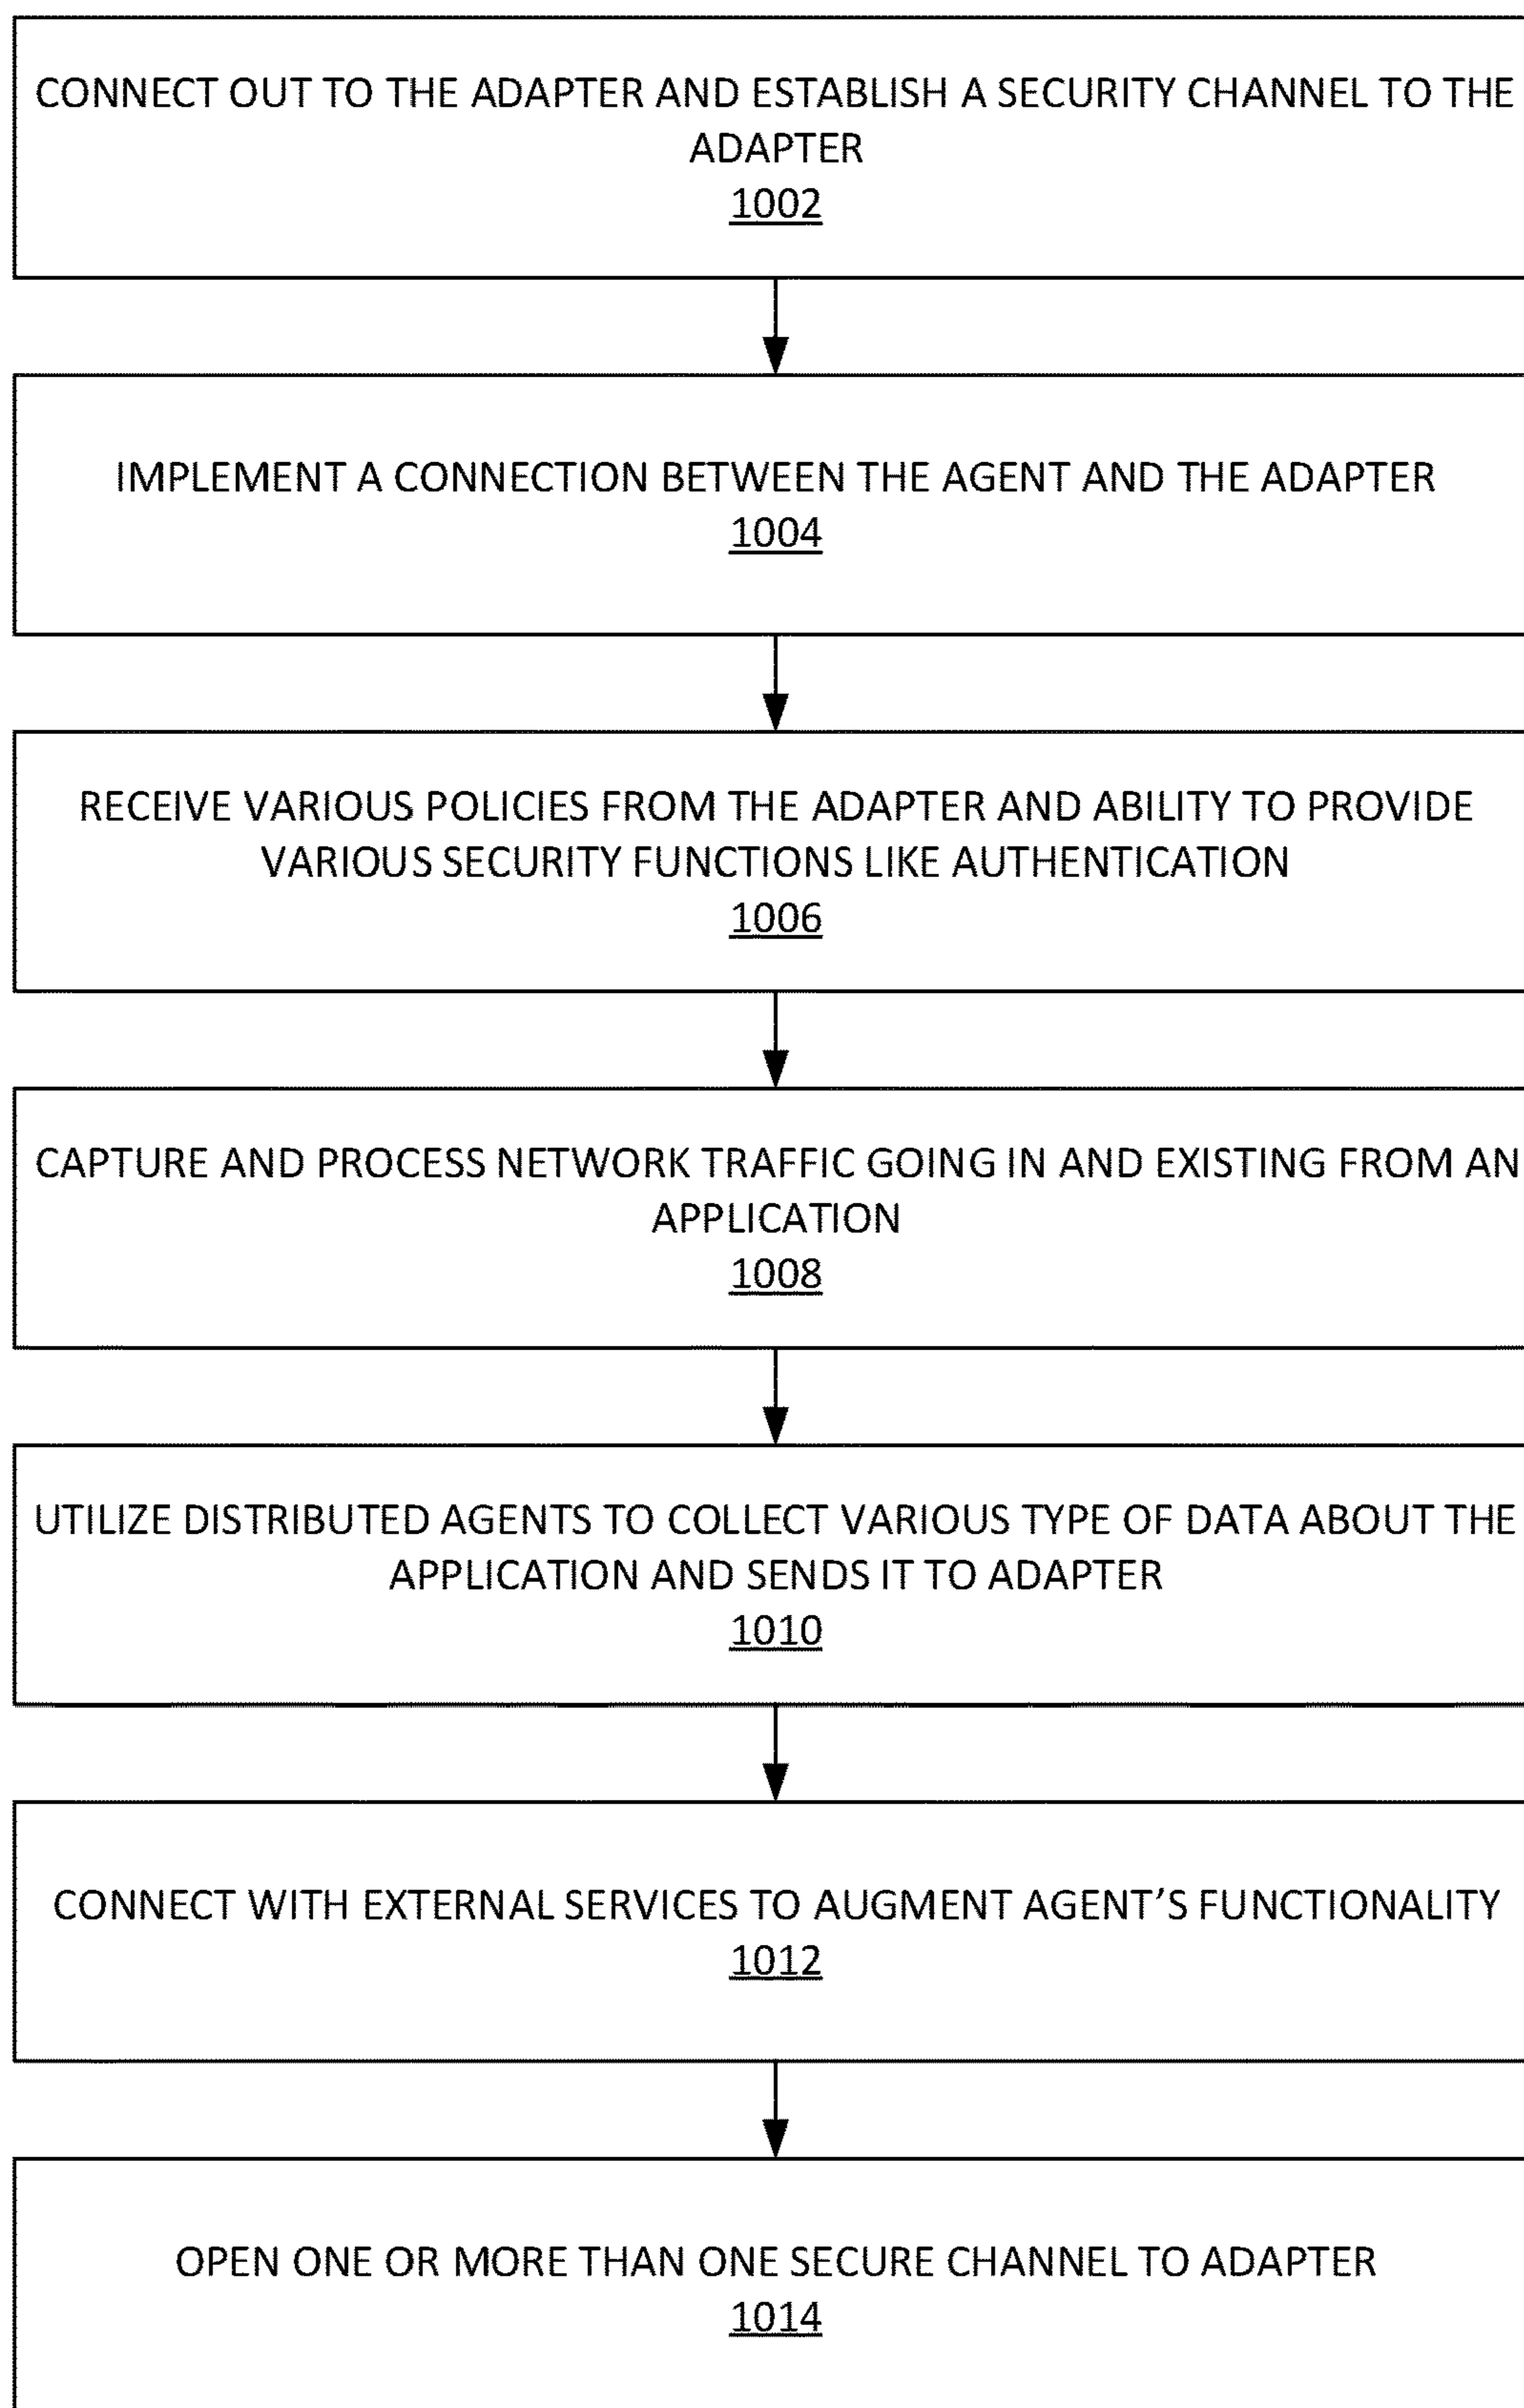 CONNECT OUT TO THE ADAPTER AND ESTABLISH A SECURITY CHANNEL TO THE
ADAPTER
1002
IMPLEMENT A CONNECTION BETWEEN THE AGENT AND THE ADAPTER
1004
RECEIVE VARIOUS POLICIES FROM THE ADAPTER AND ABILITY TO PROVIDE
VARIOUS SECURITY FUNCTIONS LIKE AUTHENTICATION
1006
CAPTURE AND PROCESS NETWORK TRAFFIC GOING IN AND EXISTING FROM AN
APPLICATION
1008
UTILIZE DISTRIBUTED AGENTS TO COLLECT VARIOUS TYPE OF DATA ABOUT THE
APPLICATION AND SENDS IT TO ADAPTER
1010
CONNECT WITH EXTERNAL SERVICES TO AUGMENT AGENT’S FUNCTIONALITY
1012
OPEN ONE OR MORE THAN ONE SECURE CHANNEL TO ADAPTER
1014